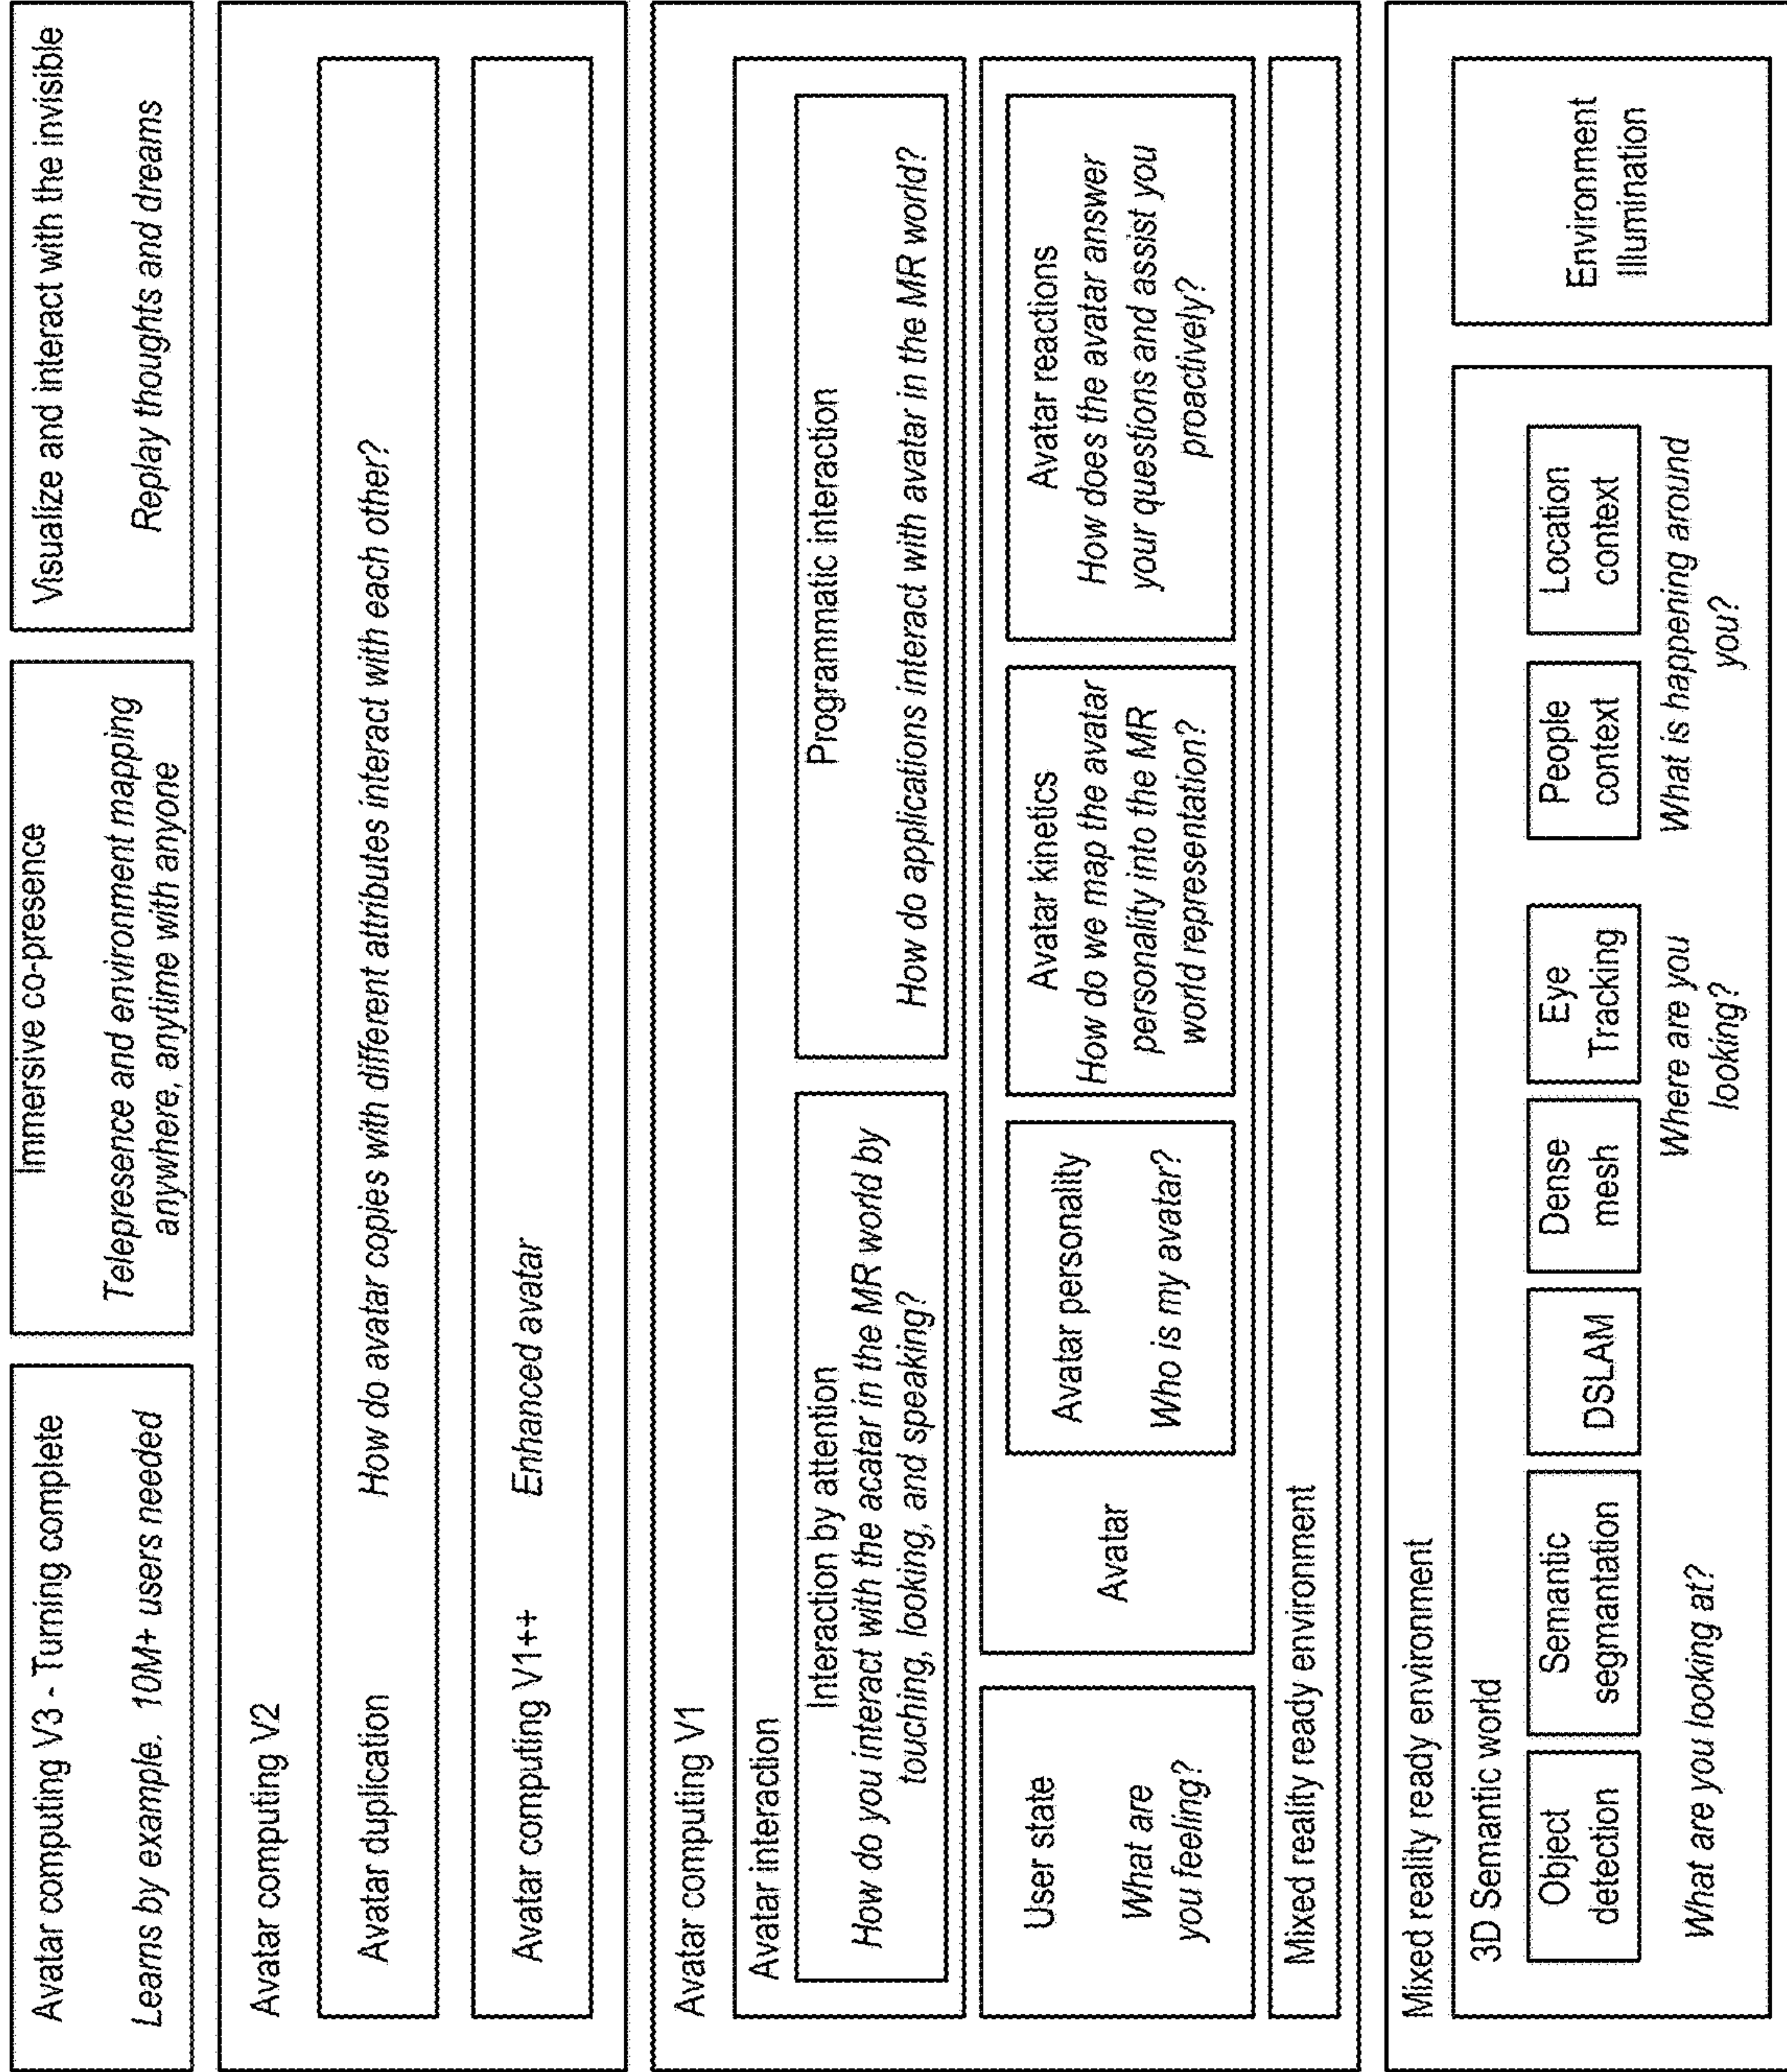 Avatar computing V3 - Turning complete
Learns by example. 10M+ users needed
Immersive co-presence
Telepresence and environment mapping
anywhere, anytime with anyone
Visualize and interact with the invisible
Replay thoughts and dreams
Avatar computing V2
Avatar duplication
How do avatar copies with different attributes interact with each other?
Avatar computing V1++
Enhanced avatar
Avatar computing V1
Avatar interaction
Interaction by attention
How do you interact with the acatar in the MR world by
touching, looking, and speaking?
Programmatic interaction
How do applications interact with avatar in the MR world?
User state
What are
you feeling?
Avatar
Avatar personality
Who is my avatar?
Avatar kinetics
How do we map the avatar
personality into the MR
world representation?
Avatar reactions
How does the avatar answer
your questions and assist you
proactively?
Mixed reality ready environment
Mixed reality ready environment
3D Semantic world
Object
detection
Semantic
segmantation
DSLAM
Dense
mesh
Eye
Tracking
People
context
Location
context
What are you looking at?
Where are you
looking?
What is happening around
you?
Environment
Illumination